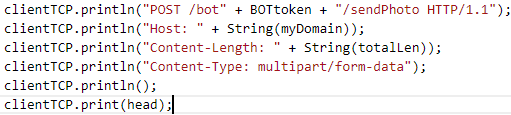 clientTCP.println("POST /bot" + BOTtoken + "/sendPhoto HTTP/1.1");
clientTCP.println("Host: " + String(myDomain));
clientTCP.println("Content-Length: " + String(totalLen));
clientTCP.println("Content-Type: multipart/form-data");
clientTCP.println();
clientTCP.print(head);